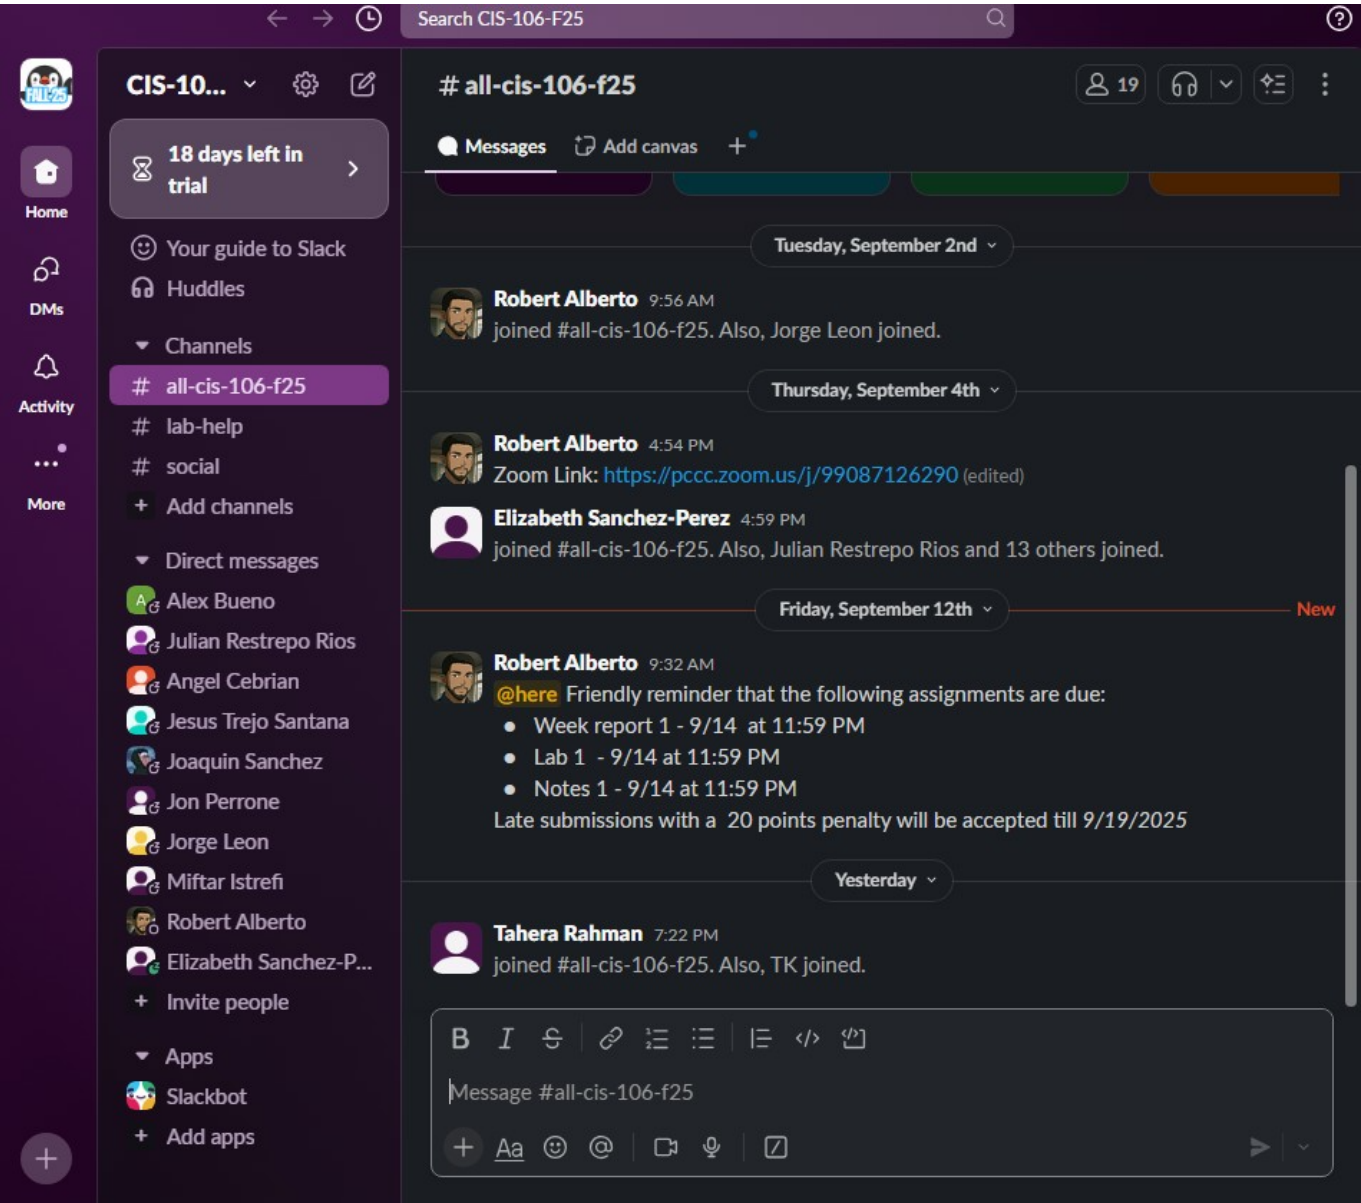 Search CIS-106-F25
FALL-25
CIS-10...
18 days left in
trial
Home
DMs
Activity
More
Your guide to Slack
Huddles
Channels
# all-cis-106-f25
# lab-help
# social
+ Add channels
Direct messages
A
Alex Bueno
Julian Restrepo Rios
Angel Cebrian
Jesus Trejo Santana
Joaquin Sanchez
Jon Perrone
Jorge Leon
Miftar Istrefi
Robert Alberto
Elizabeth Sanchez-P...
+ Invite people
Apps
Slackbot
+ Add apps
# all-cis-106-f25
19
Messages
Add canvas
Tuesday, September 2nd
Robert Alberto 9:56 AM
joined #all-cis-106-f25. Also, Jorge Leon joined.
Thursday, September 4th
Robert Alberto 4:54 PM
Zoom Link: https://pccc.zoom.us/j/99087126290 (edited)
Elizabeth Sanchez-Perez 4:59 PM
joined #all-cis-106-f25. Also, Julian Restrepo Rios and 13 others joined.
Friday, September 12th
New
Robert Alberto 9:32 AM
@here Friendly reminder that the following assignments are due:
• Week report 1 - 9/14 at 11:59 PM
• Lab 1 - 9/14 at 11:59 PM
• Notes 1 - 9/14 at 11:59 PM
Late submissions with a 20 points penalty will be accepted till 9/19/2025
Yesterday
Tahera Rahman 7:22 PM
joined #all-cis-106-f25. Also, TK joined.
B I S
Message #all-cis-106-f25
+ Aa @